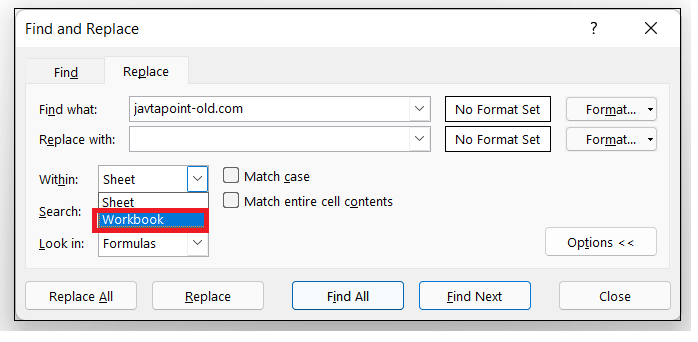 Find and Replace ? ×
Find Replace
Find what: javtapoint-old.com No Format Set Format...
Replace with: No Format Set Format...
Within: Sheet Match case
Sheet
Search: Workbook Match entire cell contents
Look in: Formulas Options <<
Replace All Replace Find All Find Next Close